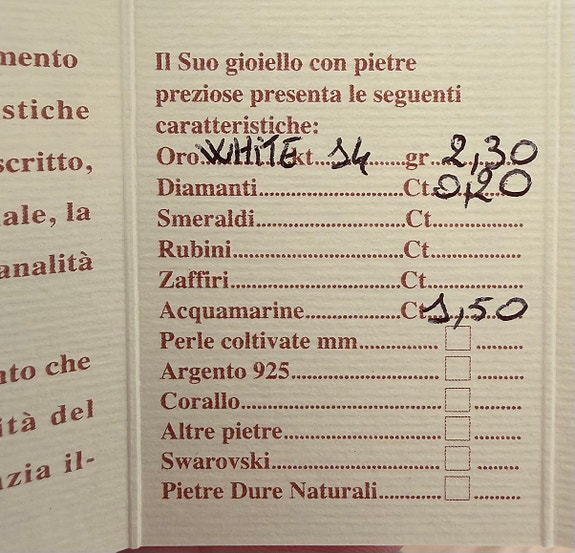 mento
stiche
scritto,
ale, la
analità
nto che
ità del
nzia il-
Il Suo gioiello con pietre
preziose presenta le seguenti
caratteristiche:
Oro WHITE kt....14......gr..2,30
Diamanti..............................Ct.0,20
Smeraldi..............................Ct...................
Rubini...................................Ct...................
Zaffiri....................................Ct...................
Acquamarine....................Ct.1,50
Perle coltivate mm................ ..........
Argento 925............................. ..........
Corallo....................................... ..........
Altre pietre............................... ..........
Swarovski.................................. ..........
Pietre Dure Naturali............. ..........